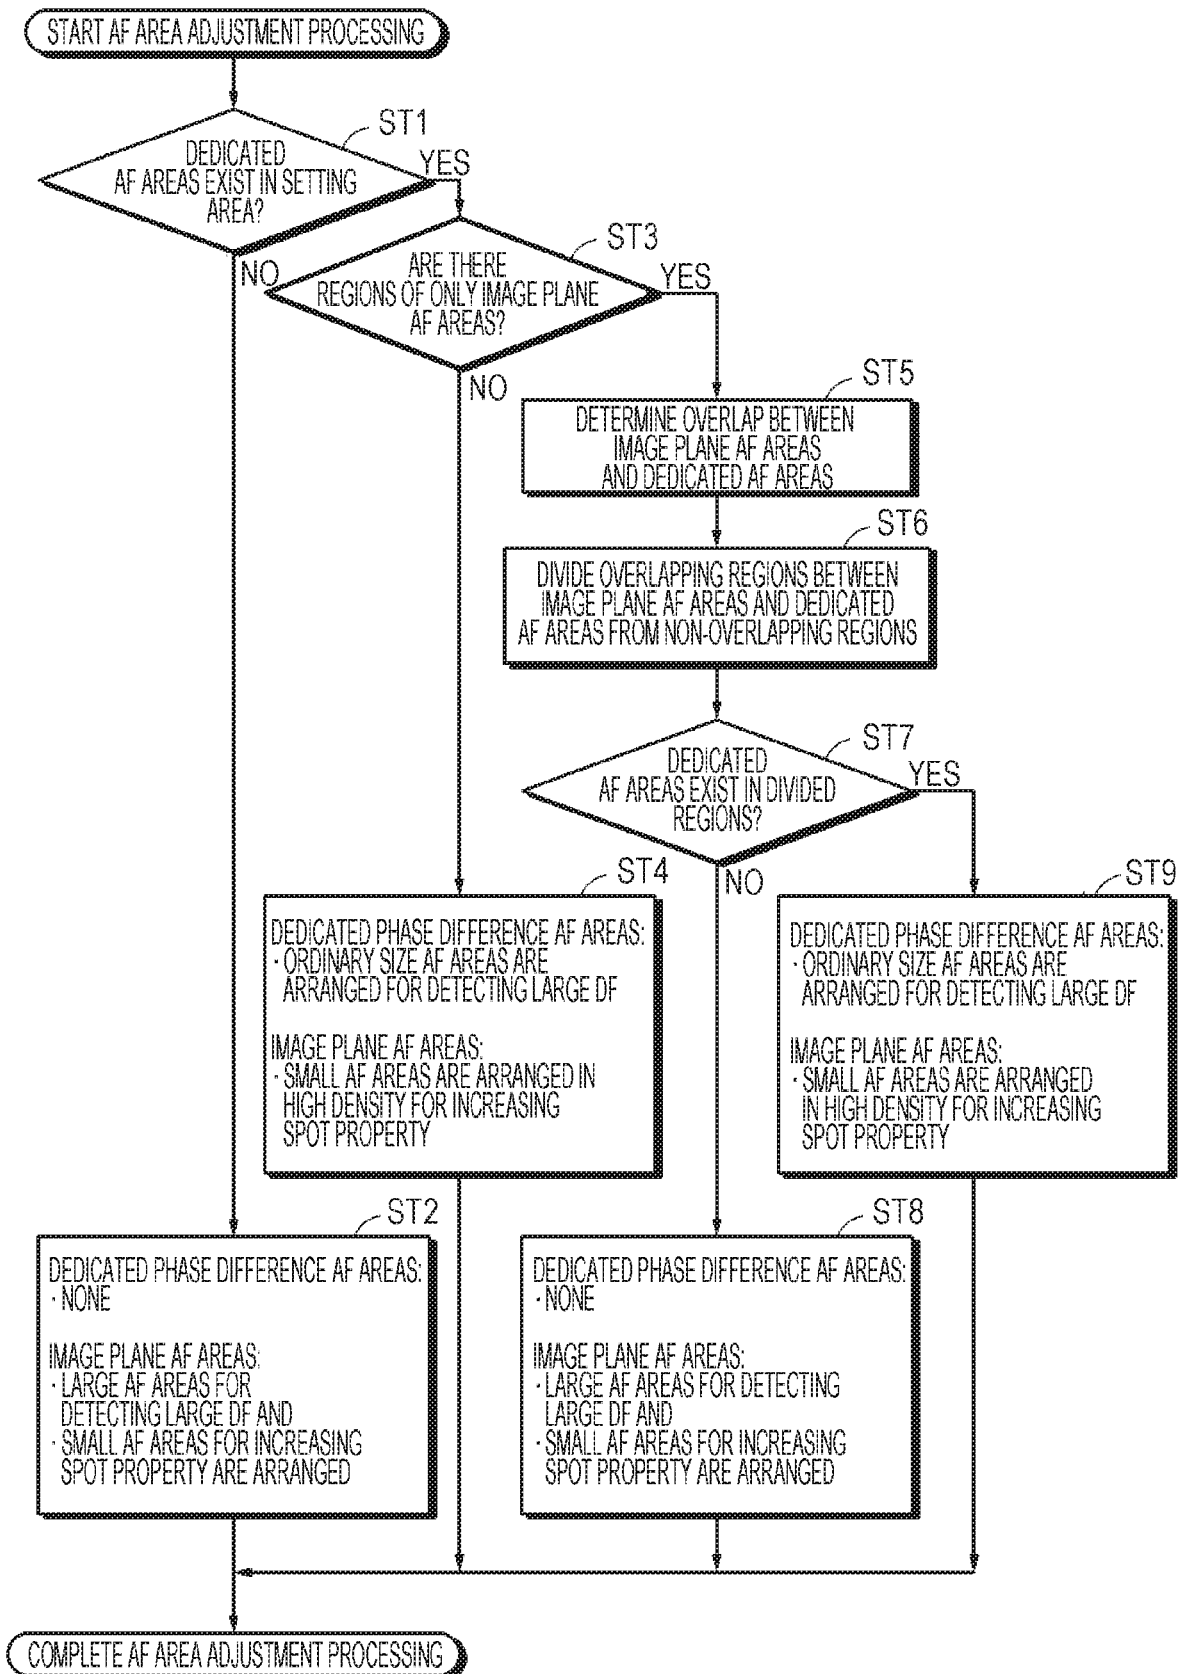 START AF AREA ADJUSTMENT PROCESSING
ST1
DEDICATED
AF AREAS EXIST IN SETTING
AREA?
YES
NO
ST3
ARE THERE
REGIONS OF ONLY IMAGE PLANE
AF AREAS?
YES
NO
ST5
DETERMINE OVERLAP BETWEEN
IMAGE PLANE AF AREAS
AND DEDICATED AF AREAS
ST6
DIVIDE OVERLAPPING REGIONS BETWEEN
IMAGE PLANE AF AREAS AND DEDICATED
AF AREAS FROM NON-OVERLAPPING REGIONS
ST7
DEDICATED
AF AREAS EXIST IN DIVIDED
REGIONS?
YES
NO
ST4
DEDICATED PHASE DIFFERENCE AF AREAS:
· ORDINARY SIZE AF AREAS ARE
ARRANGED FOR DETECTING LARGE DF
IMAGE PLANE AF AREAS:
· SMALL AF AREAS ARE ARRANGED IN
HIGH DENSITY FOR INCREASING
SPOT PROPERTY
ST9
DEDICATED PHASE DIFFERENCE AF AREAS:
· ORDINARY SIZE AF AREAS ARE
ARRANGED FOR DETECTING LARGE DF
IMAGE PLANE AF AREAS:
· SMALL AF AREAS ARE ARRANGED
IN HIGH DENSITY FOR INCREASING
SPOT PROPERTY
ST2
DEDICATED PHASE DIFFERENCE AF AREAS:
· NONE
IMAGE PLANE AF AREAS:
· LARGE AF AREAS FOR
DETECTING LARGE DF AND
· SMALL AF AREAS FOR INCREASING
SPOT PROPERTY ARE ARRANGED
ST8
DEDICATED PHASE DIFFERENCE AF AREAS:
· NONE
IMAGE PLANE AF AREAS:
· LARGE AF AREAS FOR DETECTING
LARGE DF AND
· SMALL AF AREAS FOR INCREASING
SPOT PROPERTY ARE ARRANGED
COMPLETE AF AREA ADJUSTMENT PROCESSING